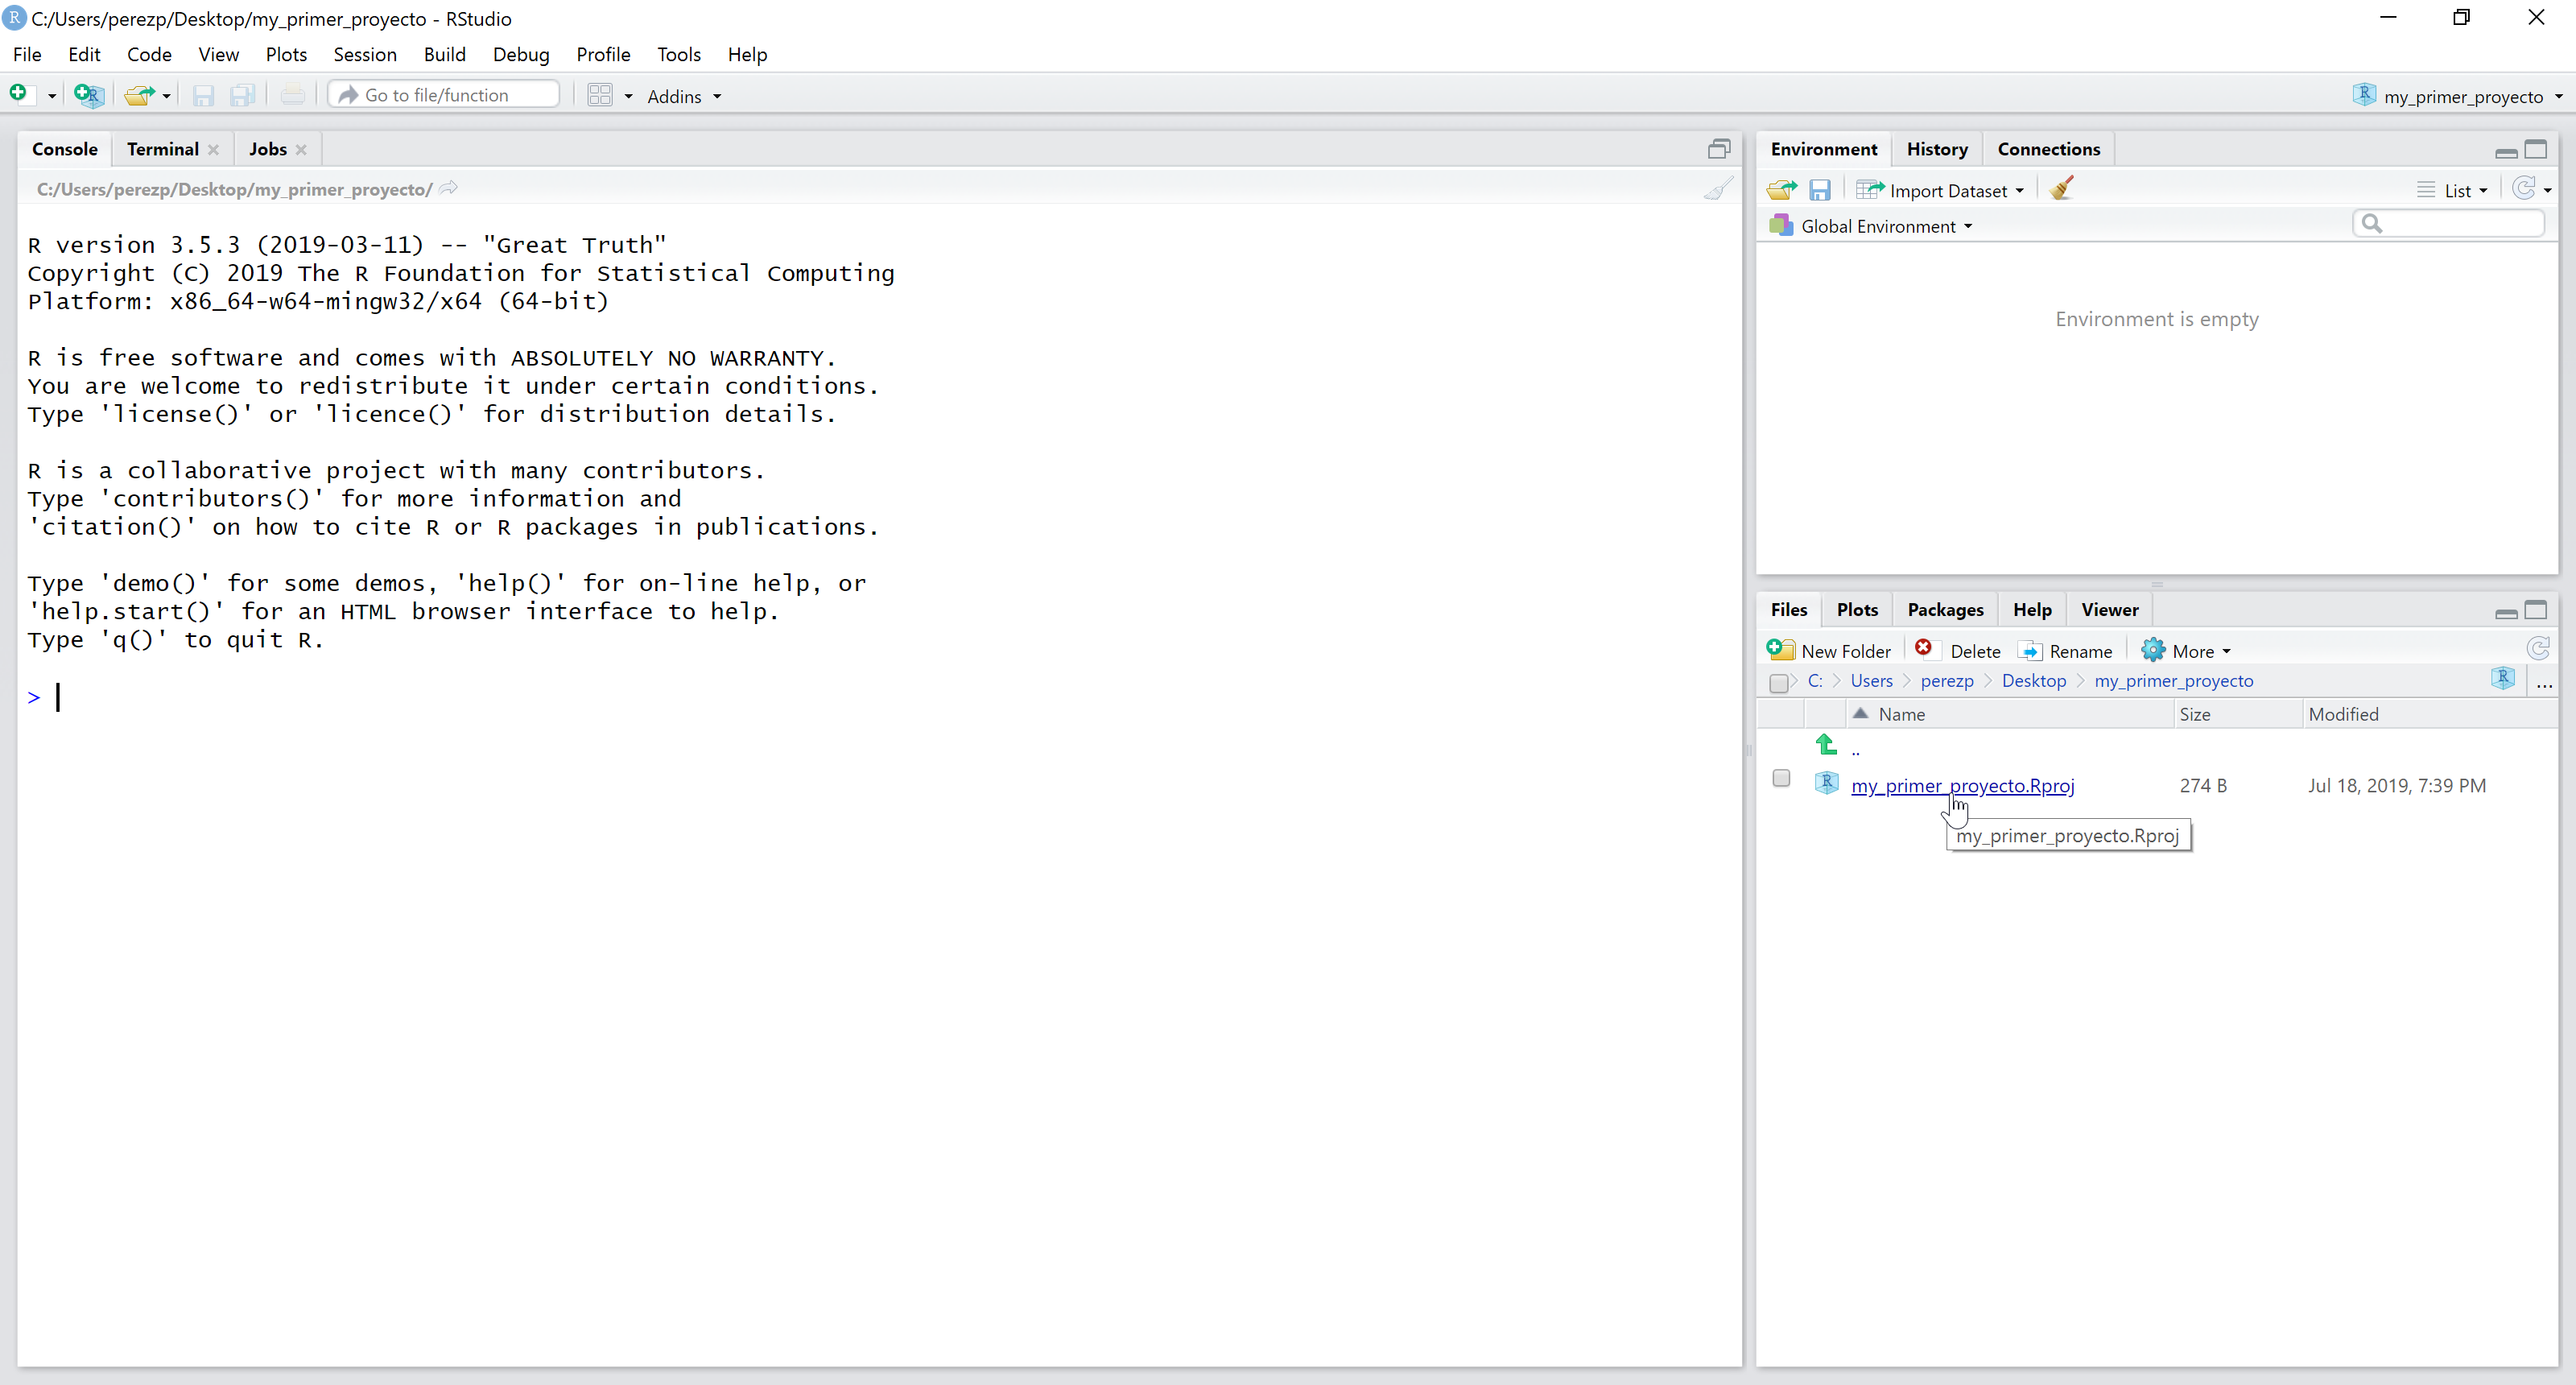 C:/Users/perezp/Desktop/my_primer_proyecto - RStudio
File Edit Code View Plots Session Build Debug Profile Tools Help
Go to file/function Addins my_primer_proyecto
Console Terminal Jobs
C:/Users/perezp/Desktop/my_primer_proyecto/
R version 3.5.3 (2019-03-11) -- "Great Truth"
Copyright (C) 2019 The R Foundation for Statistical Computing
Platform: x86_64-w64-mingw32/x64 (64-bit)
R is free software and comes with ABSOLUTELY NO WARRANTY.
You are welcome to redistribute it under certain conditions.
Type 'license()' or 'licence()' for distribution details.
R is a collaborative project with many contributors.
Type 'contributors()' for more information and
'citation()' on how to cite R or R packages in publications.
Type 'demo()' for some demos, 'help()' for on-line help, or
'help.start()' for an HTML browser interface to help.
Type 'q()' to quit R.
>
Environment History Connections
Import Dataset List
Global Environment
Environment is empty
Files Plots Packages Help Viewer
New Folder Delete Rename More
C: Users perezp Desktop my_primer_proyecto ...
Name Size Modified
..
my_primer_proyecto.Rproj 274 B Jul 18, 2019, 7:39 PM
my_primer_proyecto.Rproj